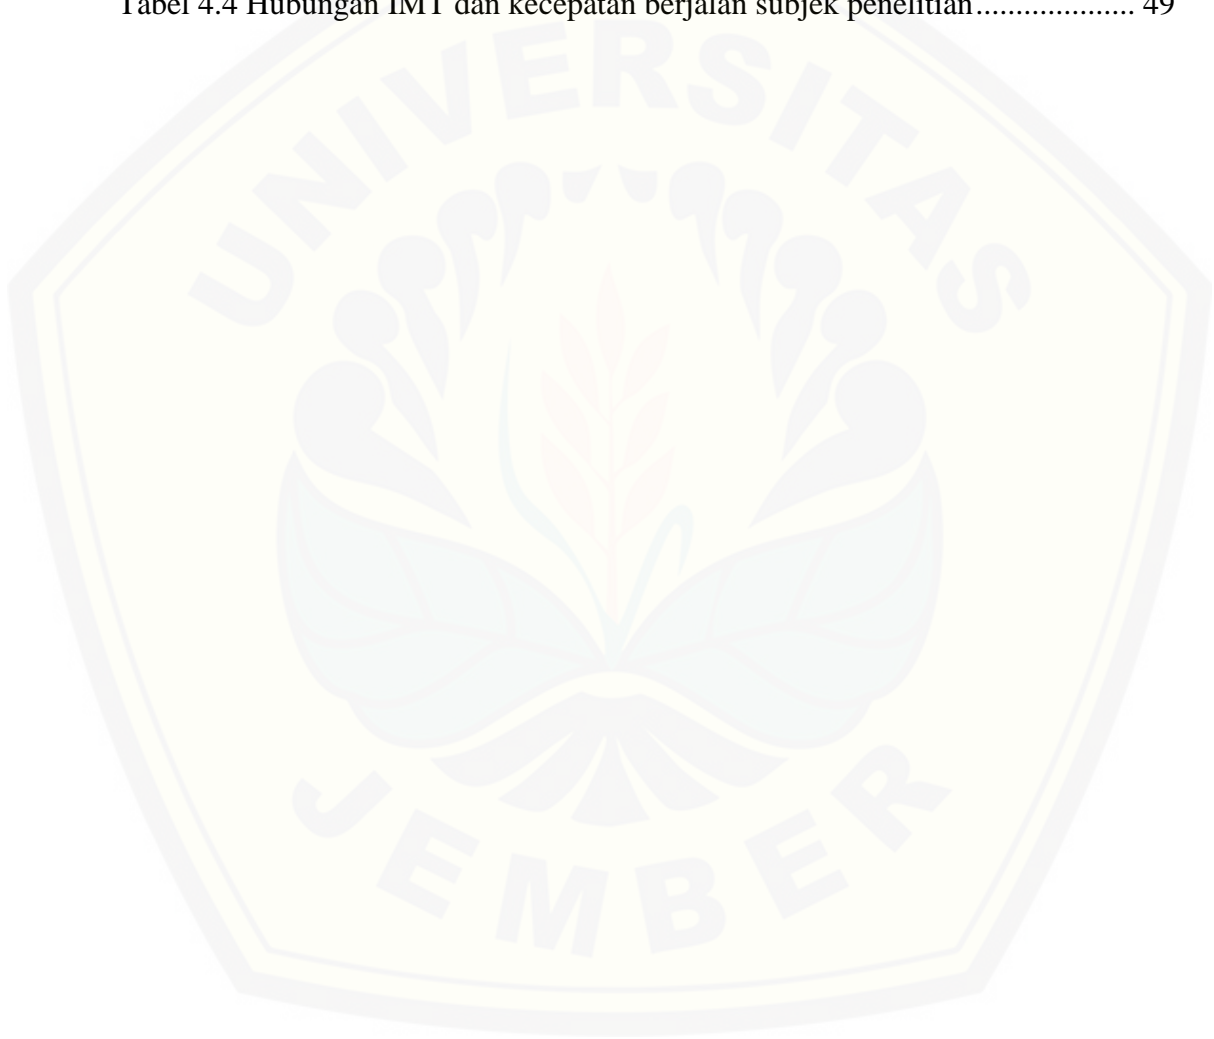 Tabel 4.4 Hubungan IMT dan kecepatan berjalan subjek penelitian.................... 49
UNIVERSITAS
JEMBER